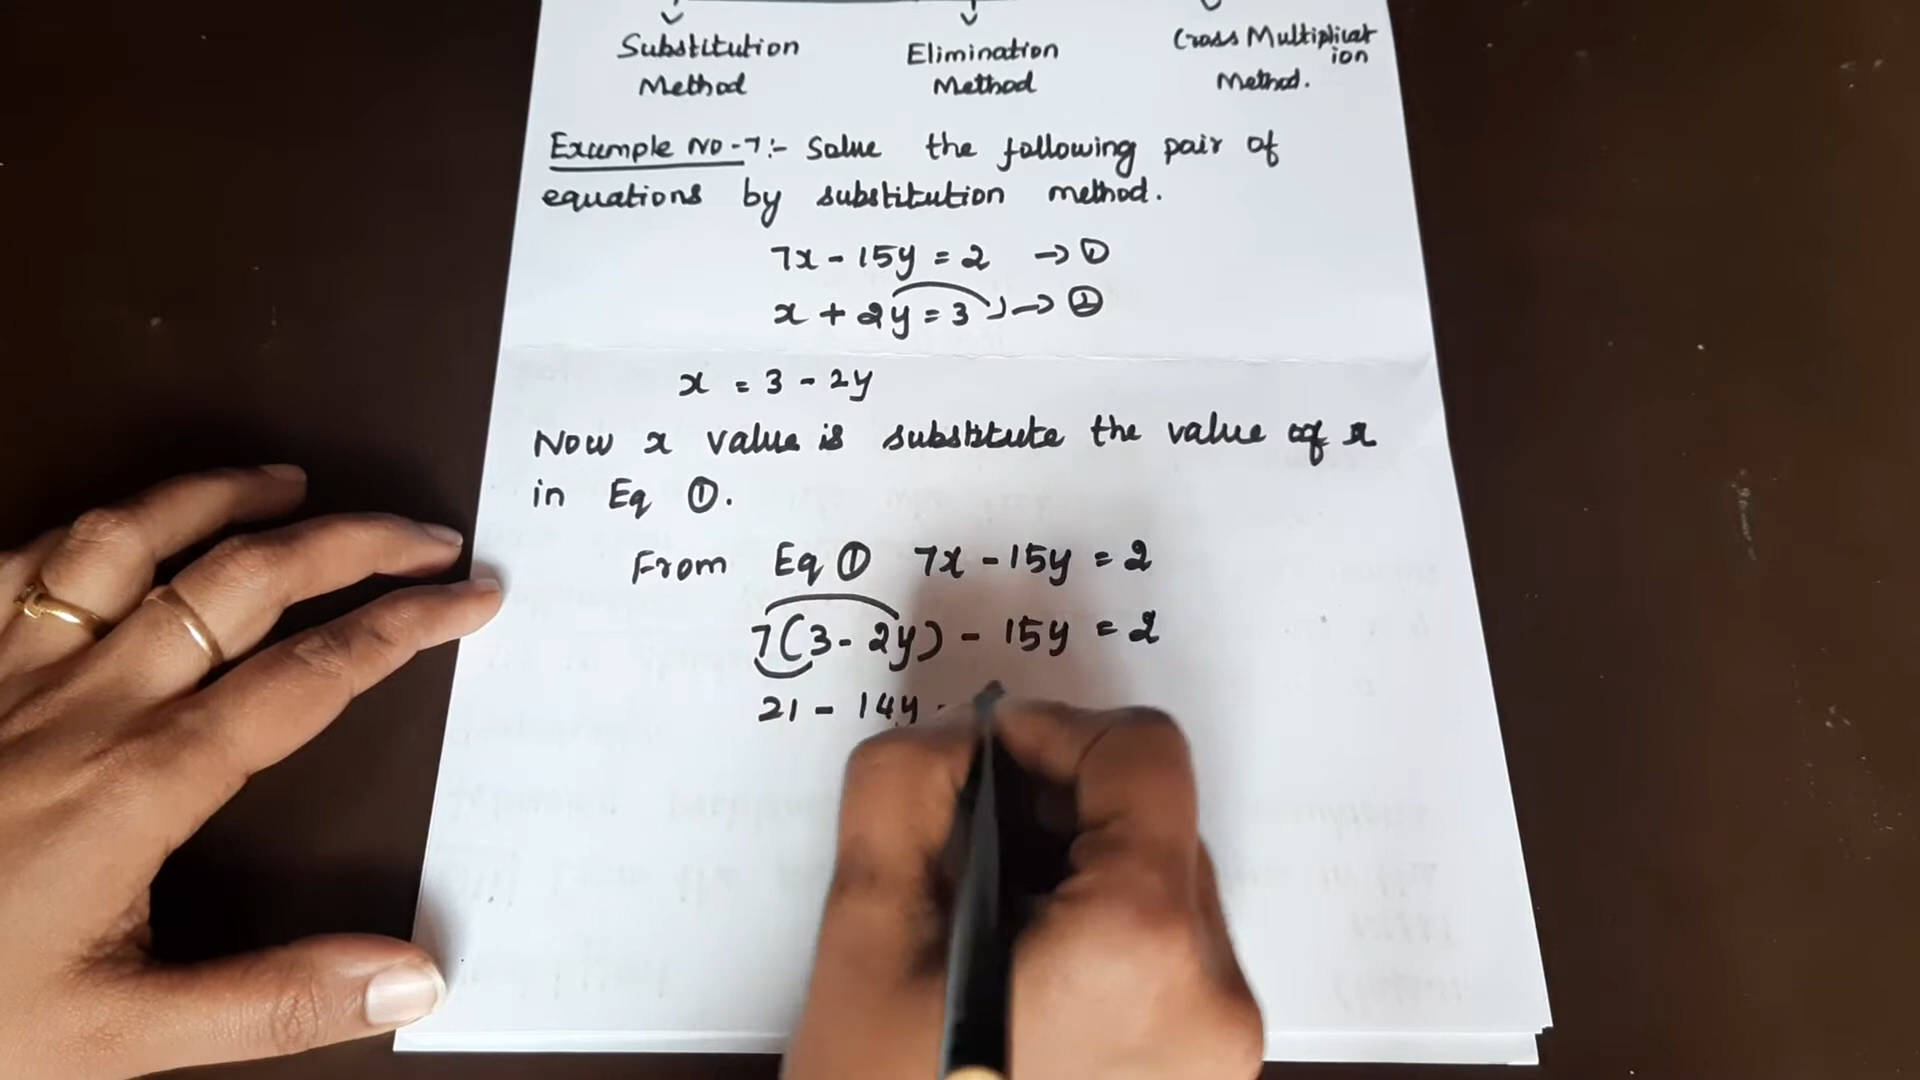 Substitution Elimination Cross Multiplicat
ion
Method Method Method.
Example No-7:- Solve the following pair of
equations by substitution method.
7x - 15y = 2 → ①
x + 2y = 3 → ②
x = 3 - 2y
Now x value is substitute the value of x
in Eq ①.
From Eq ① 7x - 15y = 2
7(3 - 2y) - 15y = 2
21 - 14y -